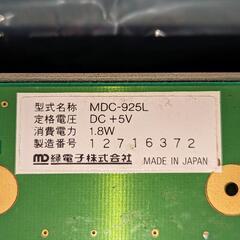 型式名称 MDC-925L
定格電圧 DC +5V
消費電力 1.8W
製造番号 12716372
MD 緑電子株式会社 MADE IN JAPAN